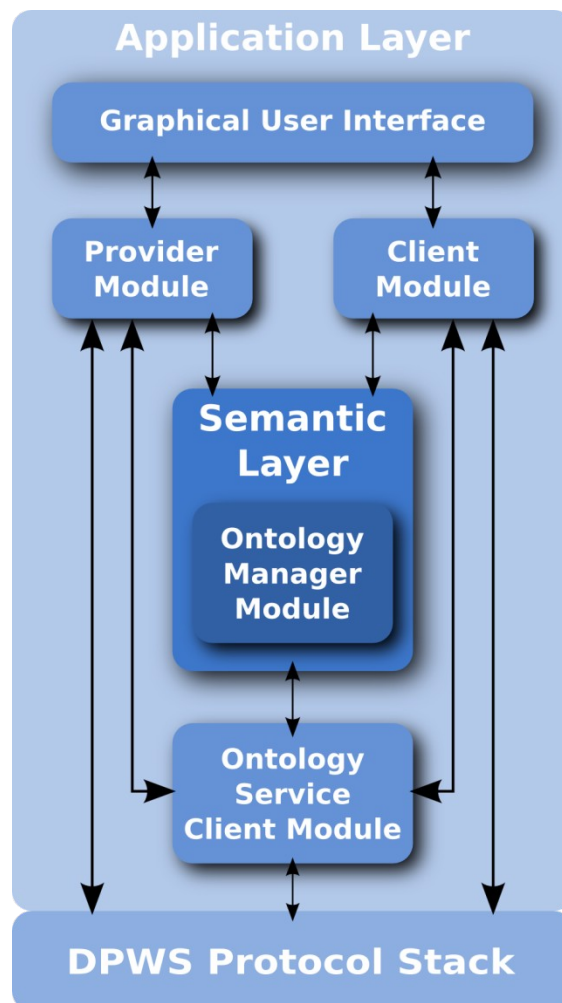 Application Layer
Graphical User Interface
Provider
Module
Client
Module
Semantic
Layer
Ontology
Manager
Module
Ontology
Service
Client Module
DPWS Protocol Stack